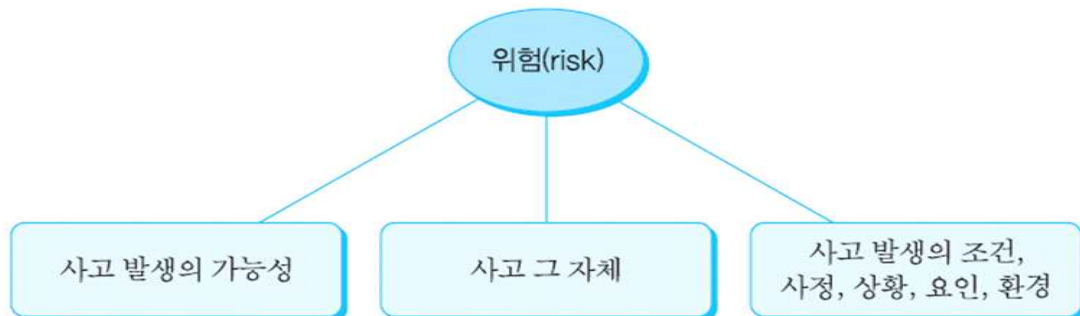 위험(risk)
사고 발생의 가능성
사고 그 자체
사고 발생의 조건,
사정, 상황, 요인, 환경